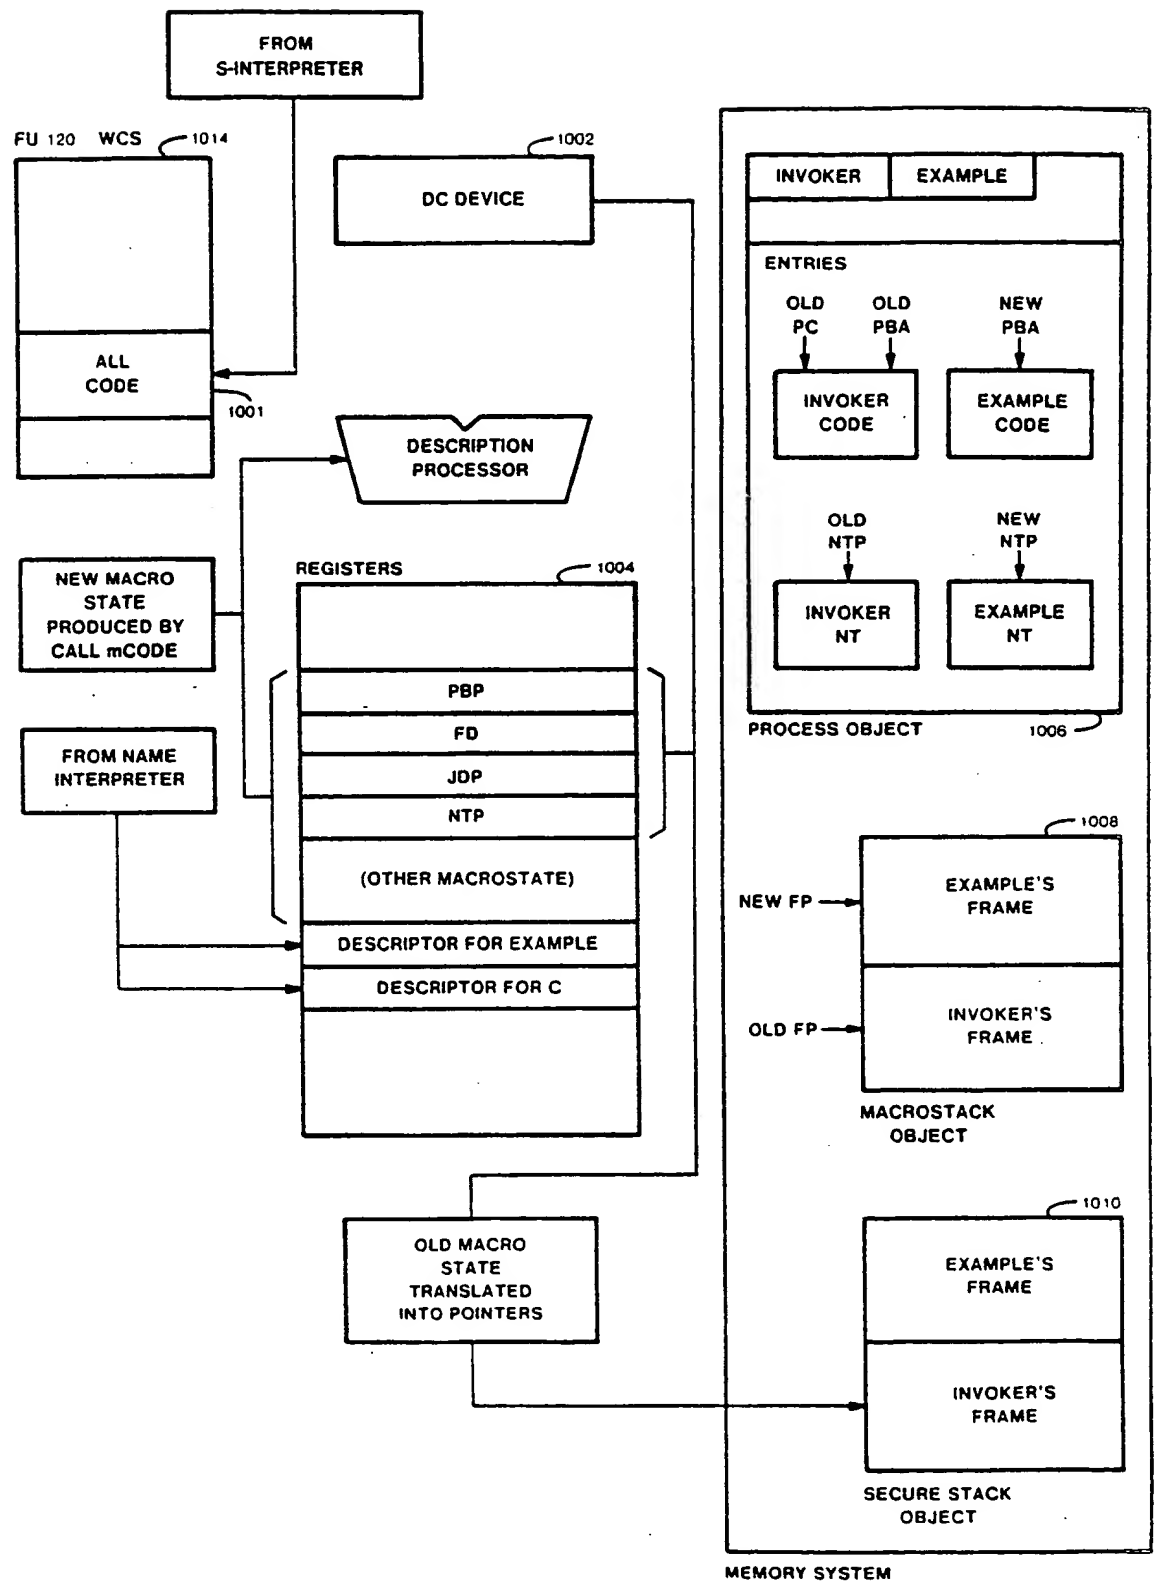 FROM
S-INTERPRETER
FU 120 WCS 1014
ALL
CODE
1001
1002
DC DEVICE
DESCRIPTION
PROCESSOR
NEW MACRO
STATE
PRODUCED BY
CALL mCODE
FROM NAME
INTERPRETER
REGISTERS 1004
PBP
FD
JDP
NTP
(OTHER MACROSTATE)
DESCRIPTOR FOR EXAMPLE
DESCRIPTOR FOR C
OLD MACRO
STATE
TRANSLATED
INTO POINTERS
INVOKER EXAMPLE
ENTRIES
OLD
PC
OLD
PBA
NEW
PBA
INVOKER
CODE
EXAMPLE
CODE
OLD
NTP
NEW
NTP
INVOKER
NT
EXAMPLE
NT
PROCESS OBJECT 1006
1008
NEW FP
EXAMPLE'S
FRAME
OLD FP
INVOKER'S
FRAME
MACROSTACK
OBJECT
1010
EXAMPLE'S
FRAME
INVOKER'S
FRAME
SECURE STACK
OBJECT
MEMORY SYSTEM